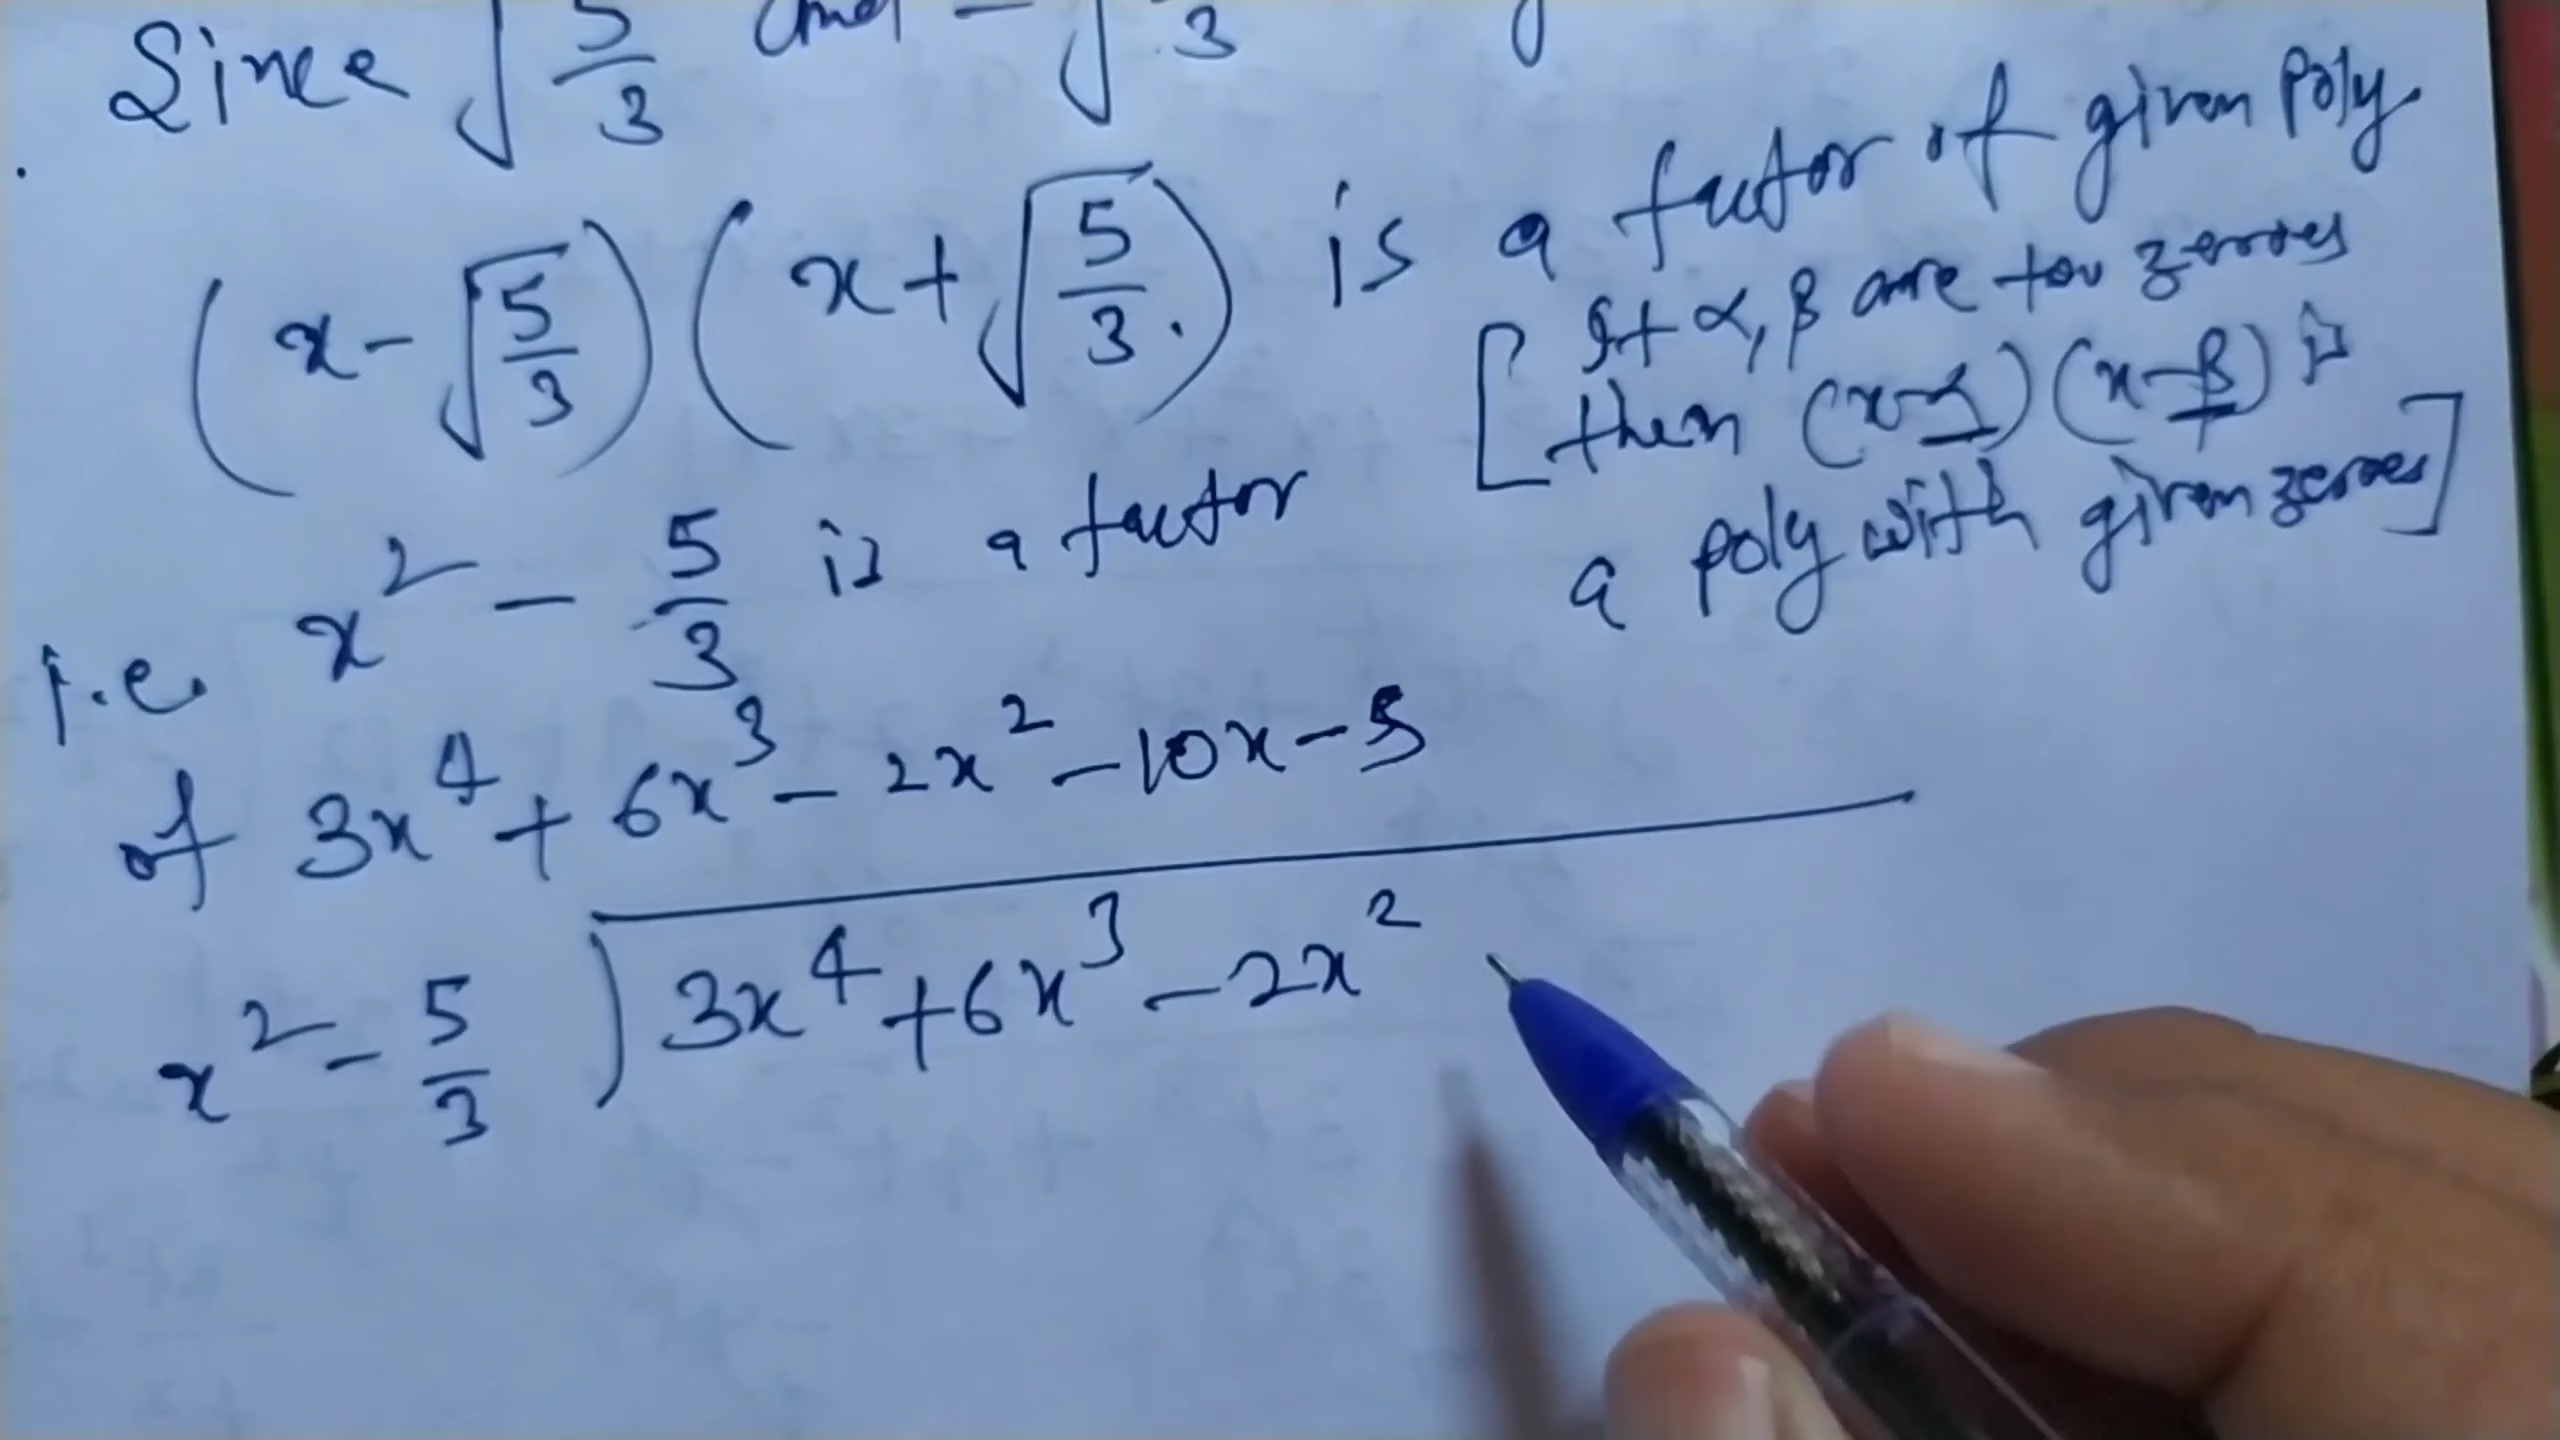 Since √5/3 and -√ 3
(x-√5/3)(x+√5/3.) is a factor of given poly.
[If α, β are tow zeroes
then (x-α)(x-β) is
a poly with given zeroes]
i.e. x² - 5/3 is a factor
of 3x⁴ + 6x³ - 2x² - 10x - 5
x² - 5/3 ) 3x⁴ + 6x³ - 2x²